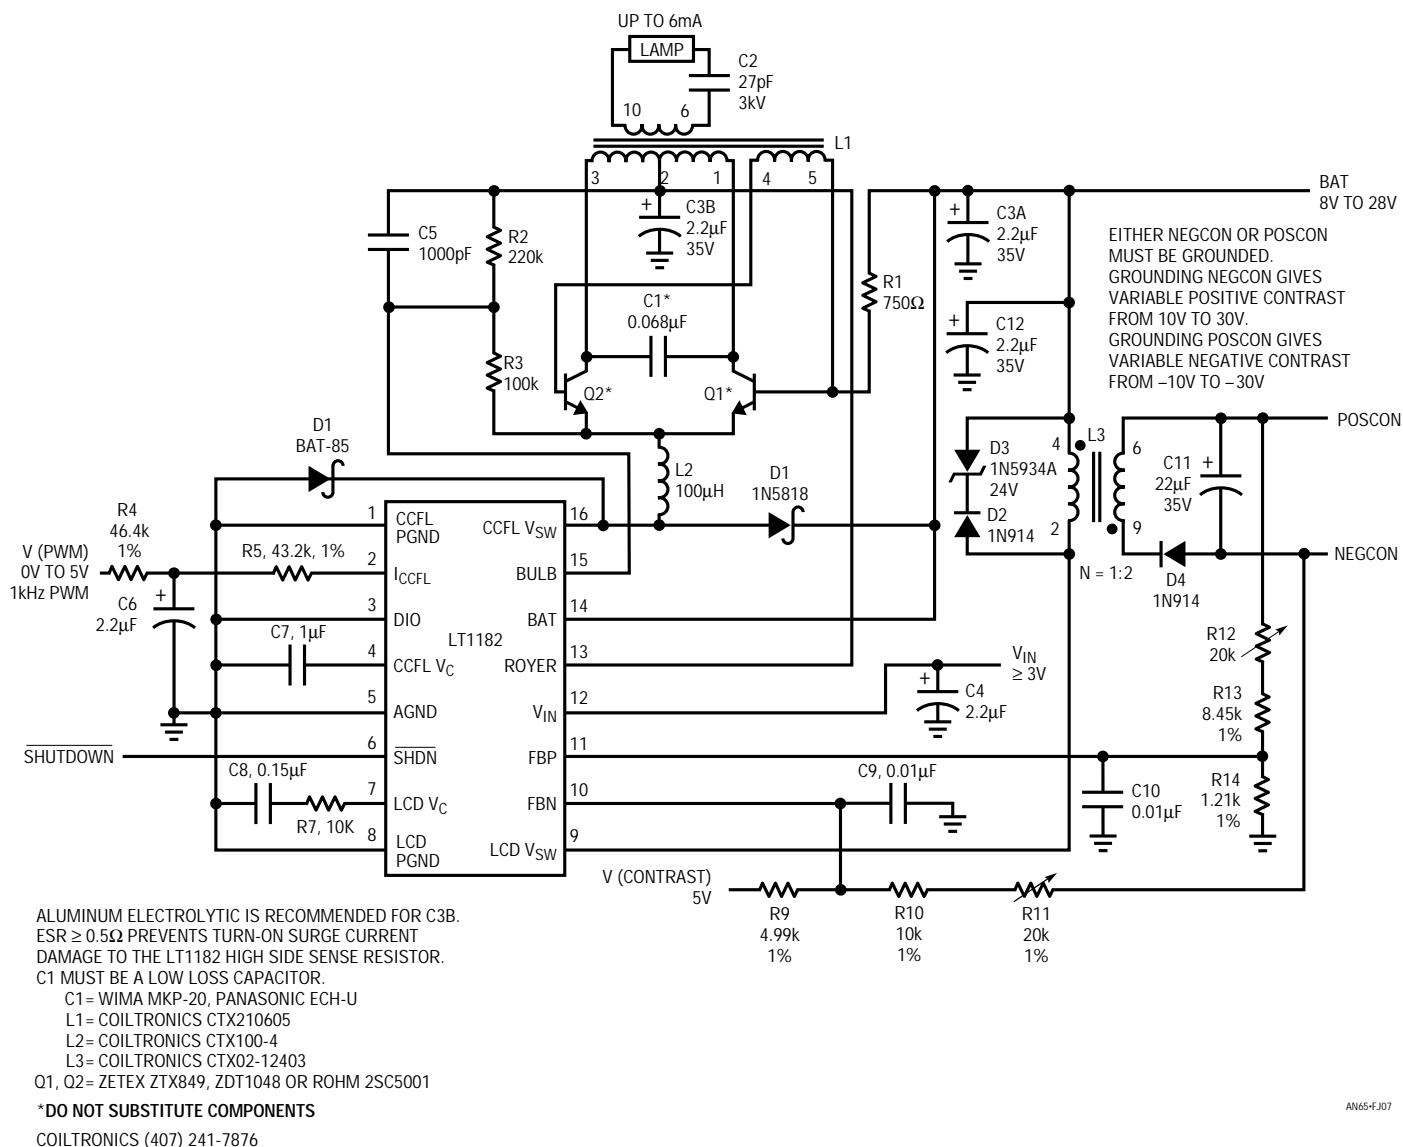 UP TO 6mA
LAMP
C2
27pF
3kV
10
6
L1
3
2
1
4
5
BAT
8V TO 28V
C5
1000pF
R2
220k
+
C3B
2.2µF
35V
+
C3A
2.2µF
35V
EITHER NEGCON OR POSCON
MUST BE GROUNDED.
GROUNDING NEGCON GIVES
VARIABLE POSITIVE CONTRAST
FROM 10V TO 30V.
GROUNDING POSCON GIVES
VARIABLE NEGATIVE CONTRAST
FROM –10V TO –30V
R1
750Ω
C1*
0.068µF
+
C12
2.2µF
35V
R3
100k
Q2*
Q1*
D1
BAT-85
L2
100µH
D1
1N5818
D3
1N5934A
24V
D2
1N914
4
L3
6
2
9
N = 1:2
C11
22µF
35V
+
POSCON
NEGCON
D4
1N914
R4
46.4k
1%
V (PWM)
0V TO 5V
1kHz PWM
R5, 43.2k, 1%
C6
2.2µF
+
C7, 1µF
1
CCFL
PGND
2
ICCFL
3
DIO
4
CCFL VC
5
AGND
6
SHDN
7
LCD VC
8
LCD
PGND
LT1182
16
CCFL VSW
15
BULB
14
BAT
13
ROYER
12
VIN
11
FBP
10
FBN
9
LCD VSW
VIN
≥ 3V
+
C4
2.2µF
R12
20k
R13
8.45k
1%
SHUTDOWN
C8, 0.15µF
R7, 10K
C9, 0.01µF
C10
0.01µF
R14
1.21k
1%
V (CONTRAST)
5V
R9
4.99k
1%
R10
10k
1%
R11
20k
1%
ALUMINUM ELECTROLYTIC IS RECOMMENDED FOR C3B.
ESR ≥ 0.5Ω PREVENTS TURN-ON SURGE CURRENT
DAMAGE TO THE LT1182 HIGH SIDE SENSE RESISTOR.
C1 MUST BE A LOW LOSS CAPACITOR.
C1= WIMA MKP-20, PANASONIC ECH-U
L1= COILTRONICS CTX210605
L2= COILTRONICS CTX100-4
L3= COILTRONICS CTX02-12403
Q1, Q2= ZETEX ZTX849, ZDT1048 OR ROHM 2SC5001
*DO NOT SUBSTITUTE COMPONENTS
COILTRONICS (407) 241-7876
AN65•FJ07